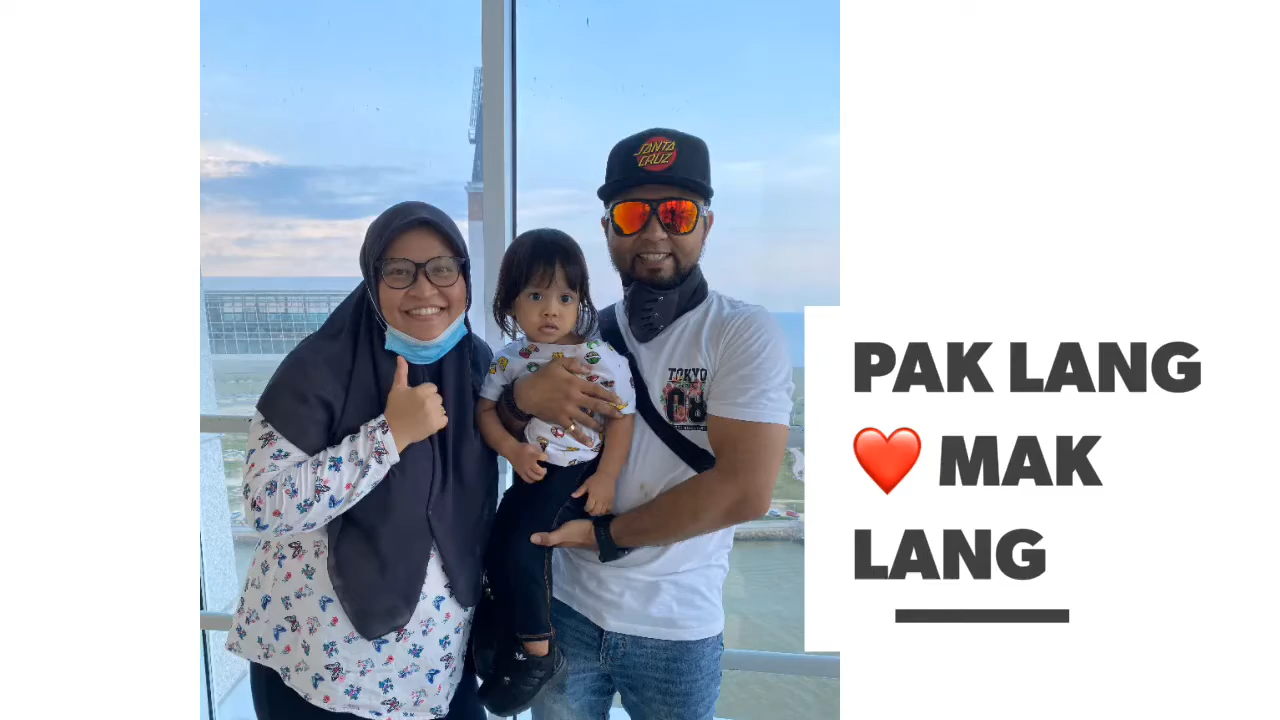 SANTA
CRUZ
TOKYO
PAK LANG
❤️ MAK
LANG